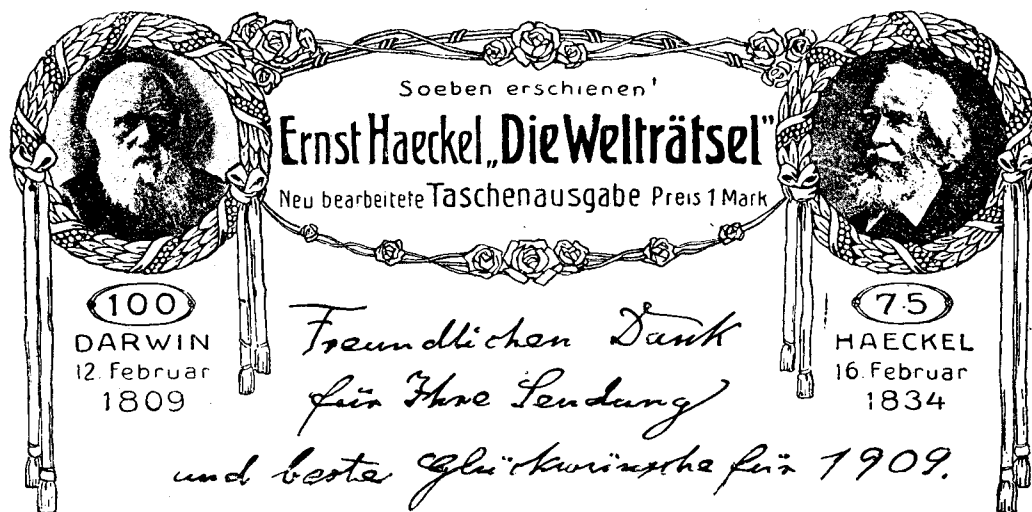 Soeben erschienen!
Ernst Haeckel „Die Welträtsel"
Neu bearbeitete Taschenausgabe Preis 1 Mark
100
DARWIN
12. Februar
1809
75
HAECKEL
16. Februar
1834
Freundlichen Dank
für Ihre Sendung
und beste Glückwünsche für 1909.